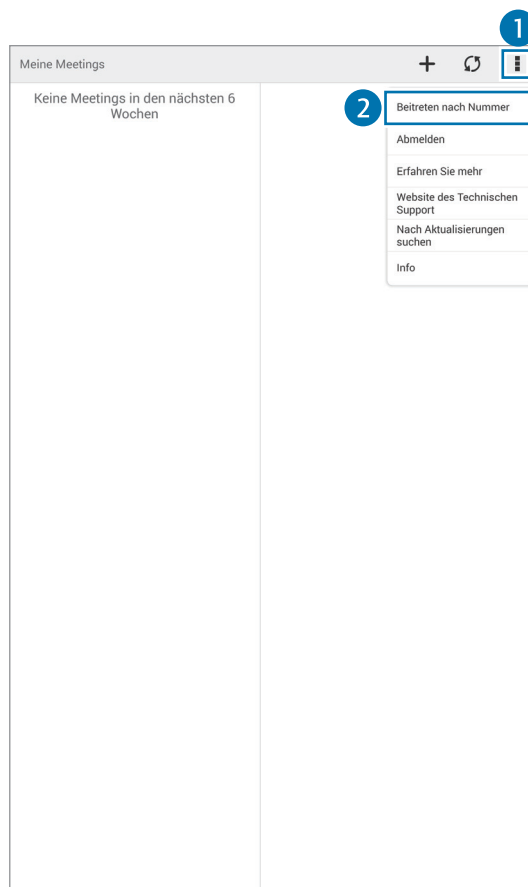 1
Meine Meetings
Keine Meetings in den nächsten 6
Wochen
2
Beitreten nach Nummer
Abmelden
Erfahren Sie mehr
Website des Technischen
Support
Nach Aktualisierungen
suchen
Info